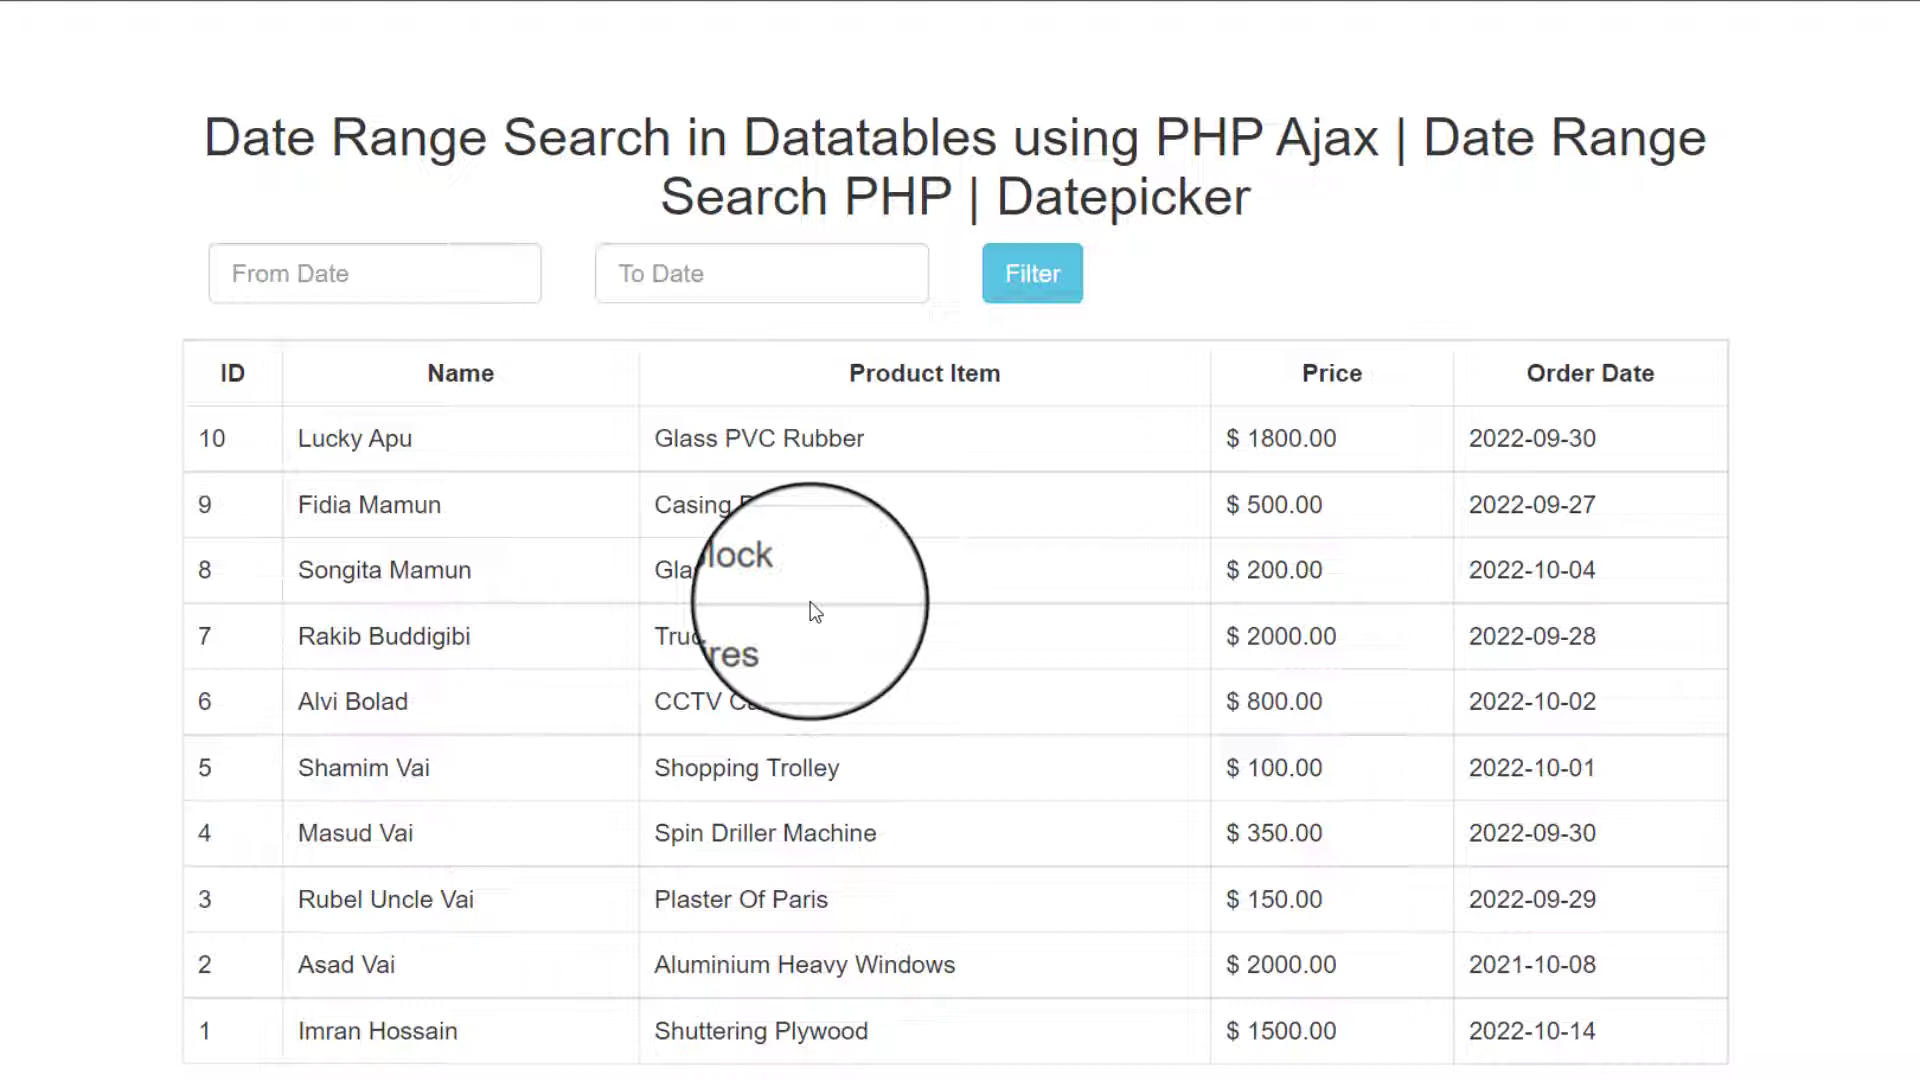 Date Range Search in Datatables using PHP Ajax | Date Range
Search PHP | Datepicker
From Date To Date Filter
ID Name Product Item Price Order Date
10 Lucky Apu Glass PVC Rubber $ 1800.00 2022-09-30
9 Fidia Mamun Casing $ 500.00 2022-09-27
8 Songita Mamun lock $ 200.00 2022-10-04
7 Rakib Buddigibi res $ 2000.00 2022-09-28
6 Alvi Bolad CCTV $ 800.00 2022-10-02
5 Shamim Vai Shopping Trolley $ 100.00 2022-10-01
4 Masud Vai Spin Driller Machine $ 350.00 2022-09-30
3 Rubel Uncle Vai Plaster Of Paris $ 150.00 2022-09-29
2 Asad Vai Aluminium Heavy Windows $ 2000.00 2021-10-08
1 Imran Hossain Shuttering Plywood $ 1500.00 2022-10-14